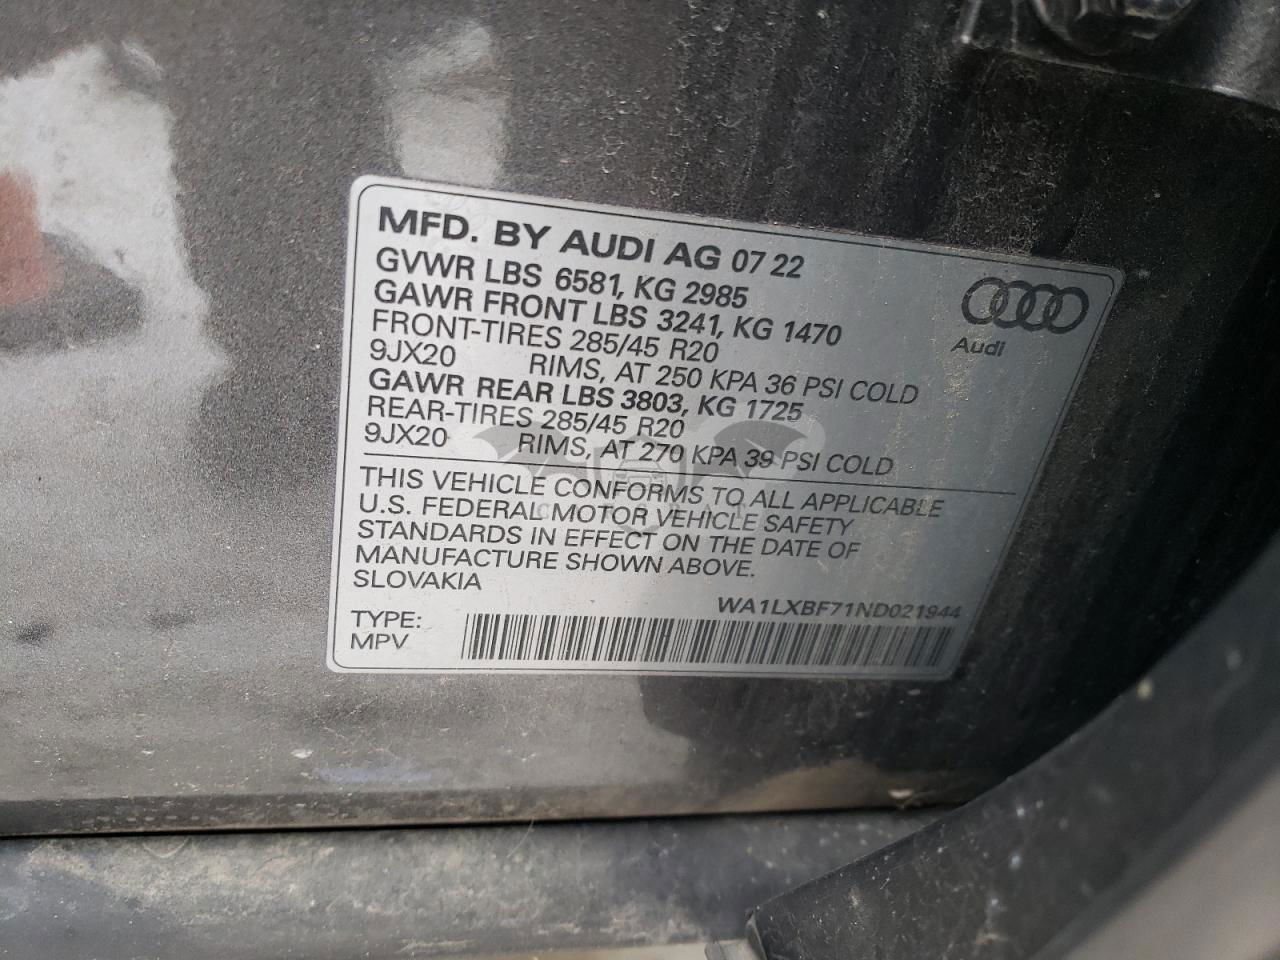 MFD. BY AUDI AG 07 22
GVWR LBS 6581, KG 2985
GAWR FRONT LBS 3241, KG 1470
FRONT-TIRES 285/45 R20
9JX20 RIMS, AT 250 KPA 36 PSI COLD
GAWR REAR LBS 3803, KG 1725
REAR-TIRES 285/45 R20
9JX20 RIMS, AT 270 KPA 39 PSI COLD
Audi
THIS VEHICLE CONFORMS TO ALL APPLICABLE
U.S. FEDERAL MOTOR VEHICLE SAFETY
STANDARDS IN EFFECT ON THE DATE OF
MANUFACTURE SHOWN ABOVE.
SLOVAKIA
WA1LXBF71ND021944
TYPE:
MPV